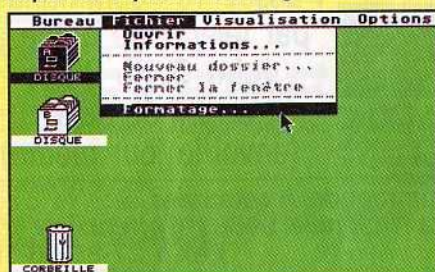 Bureau Fichier Visualisation Options
Ouvrir
Informations...
Nouveau dossier...
Fermer
Fermer la fenêtre
Formatage...
A
DISQUE
B
DISQUE
CORBEILLE